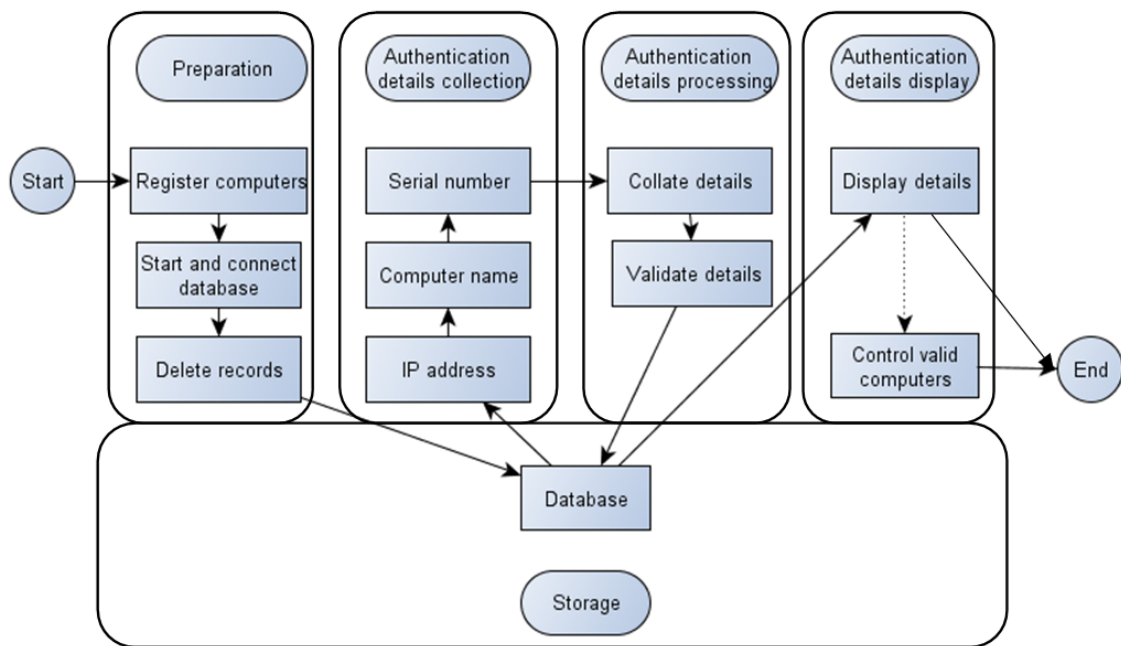 Preparation
Authentication
details collection
Authentication
details processing
Authentication
details display
Start
Register computers
Serial number
Collate details
Display details
Start and connect
database
Computer name
Validate details
Delete records
IP address
Control valid
computers
End
Database
Storage